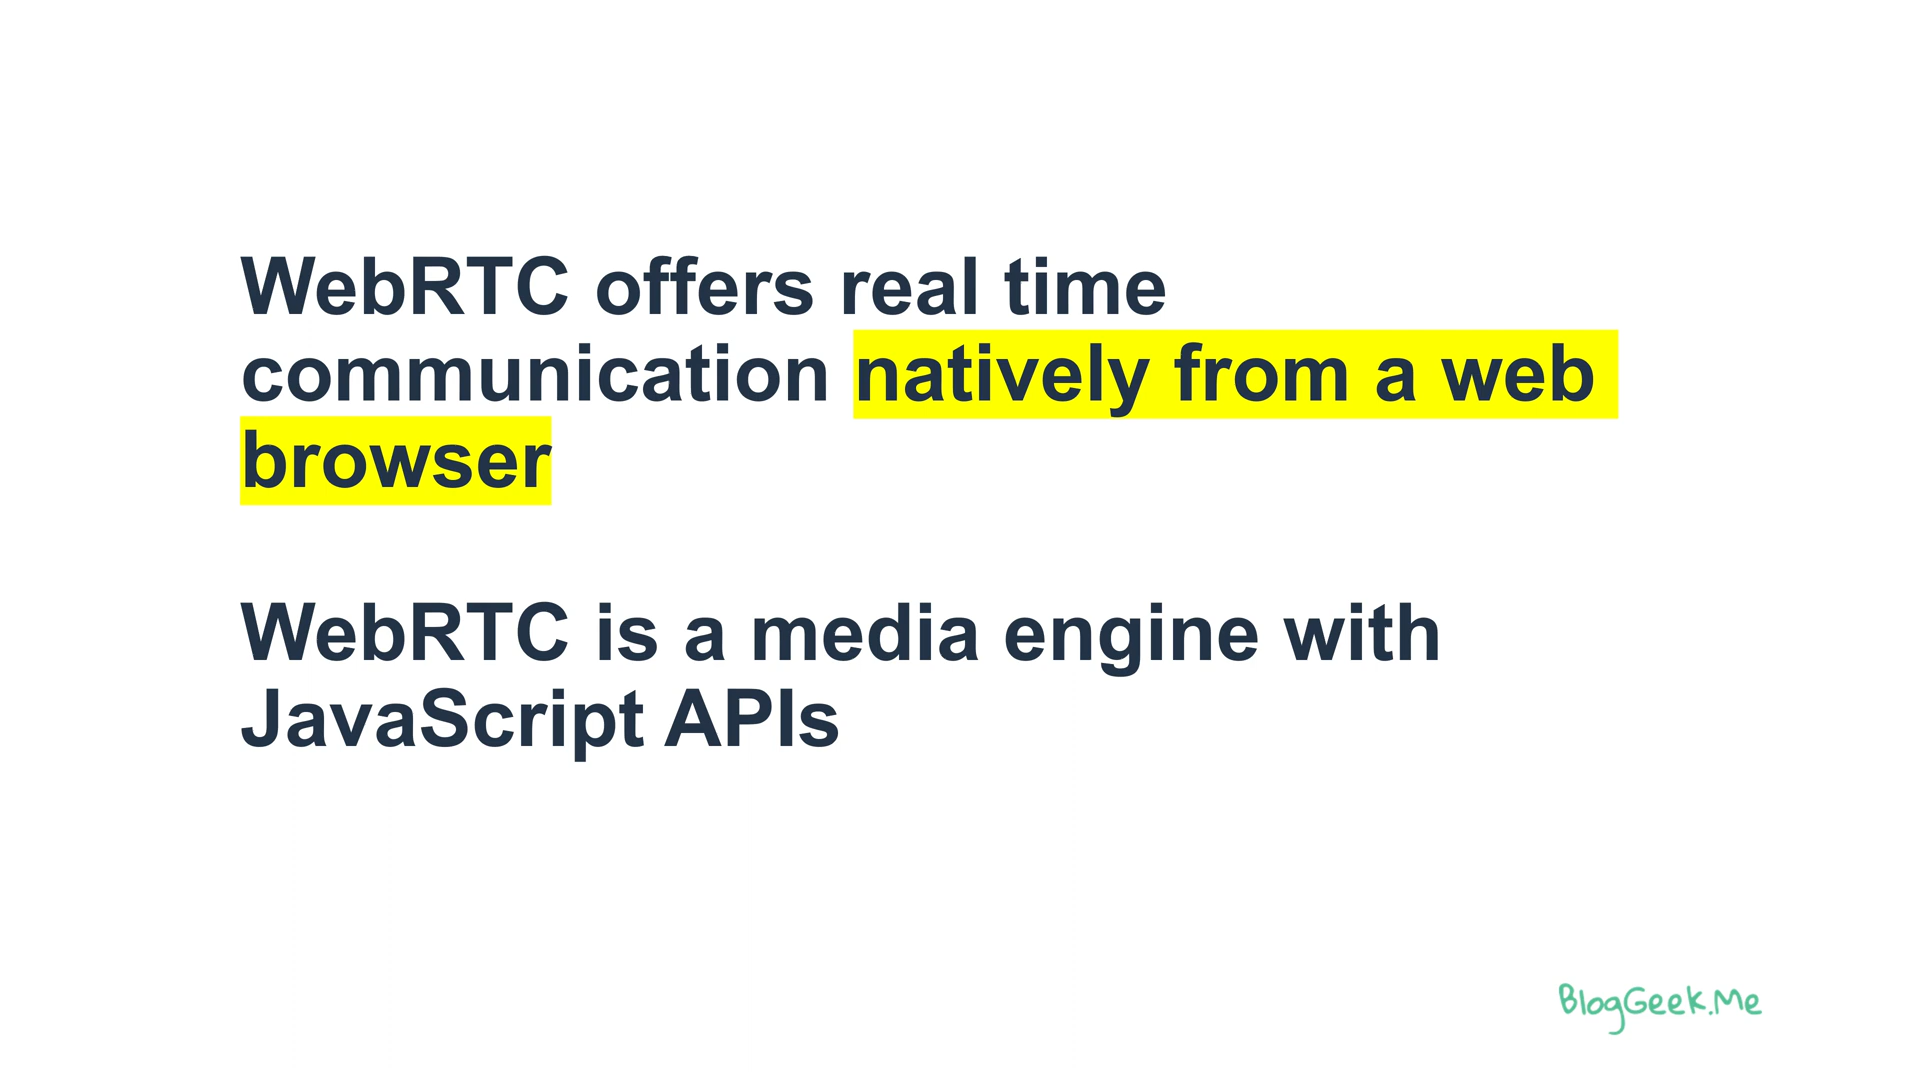 WebRTC offers real time
communication natively from a web
browser
WebRTC is a media engine with
JavaScript APIs
BlogGeek.Me